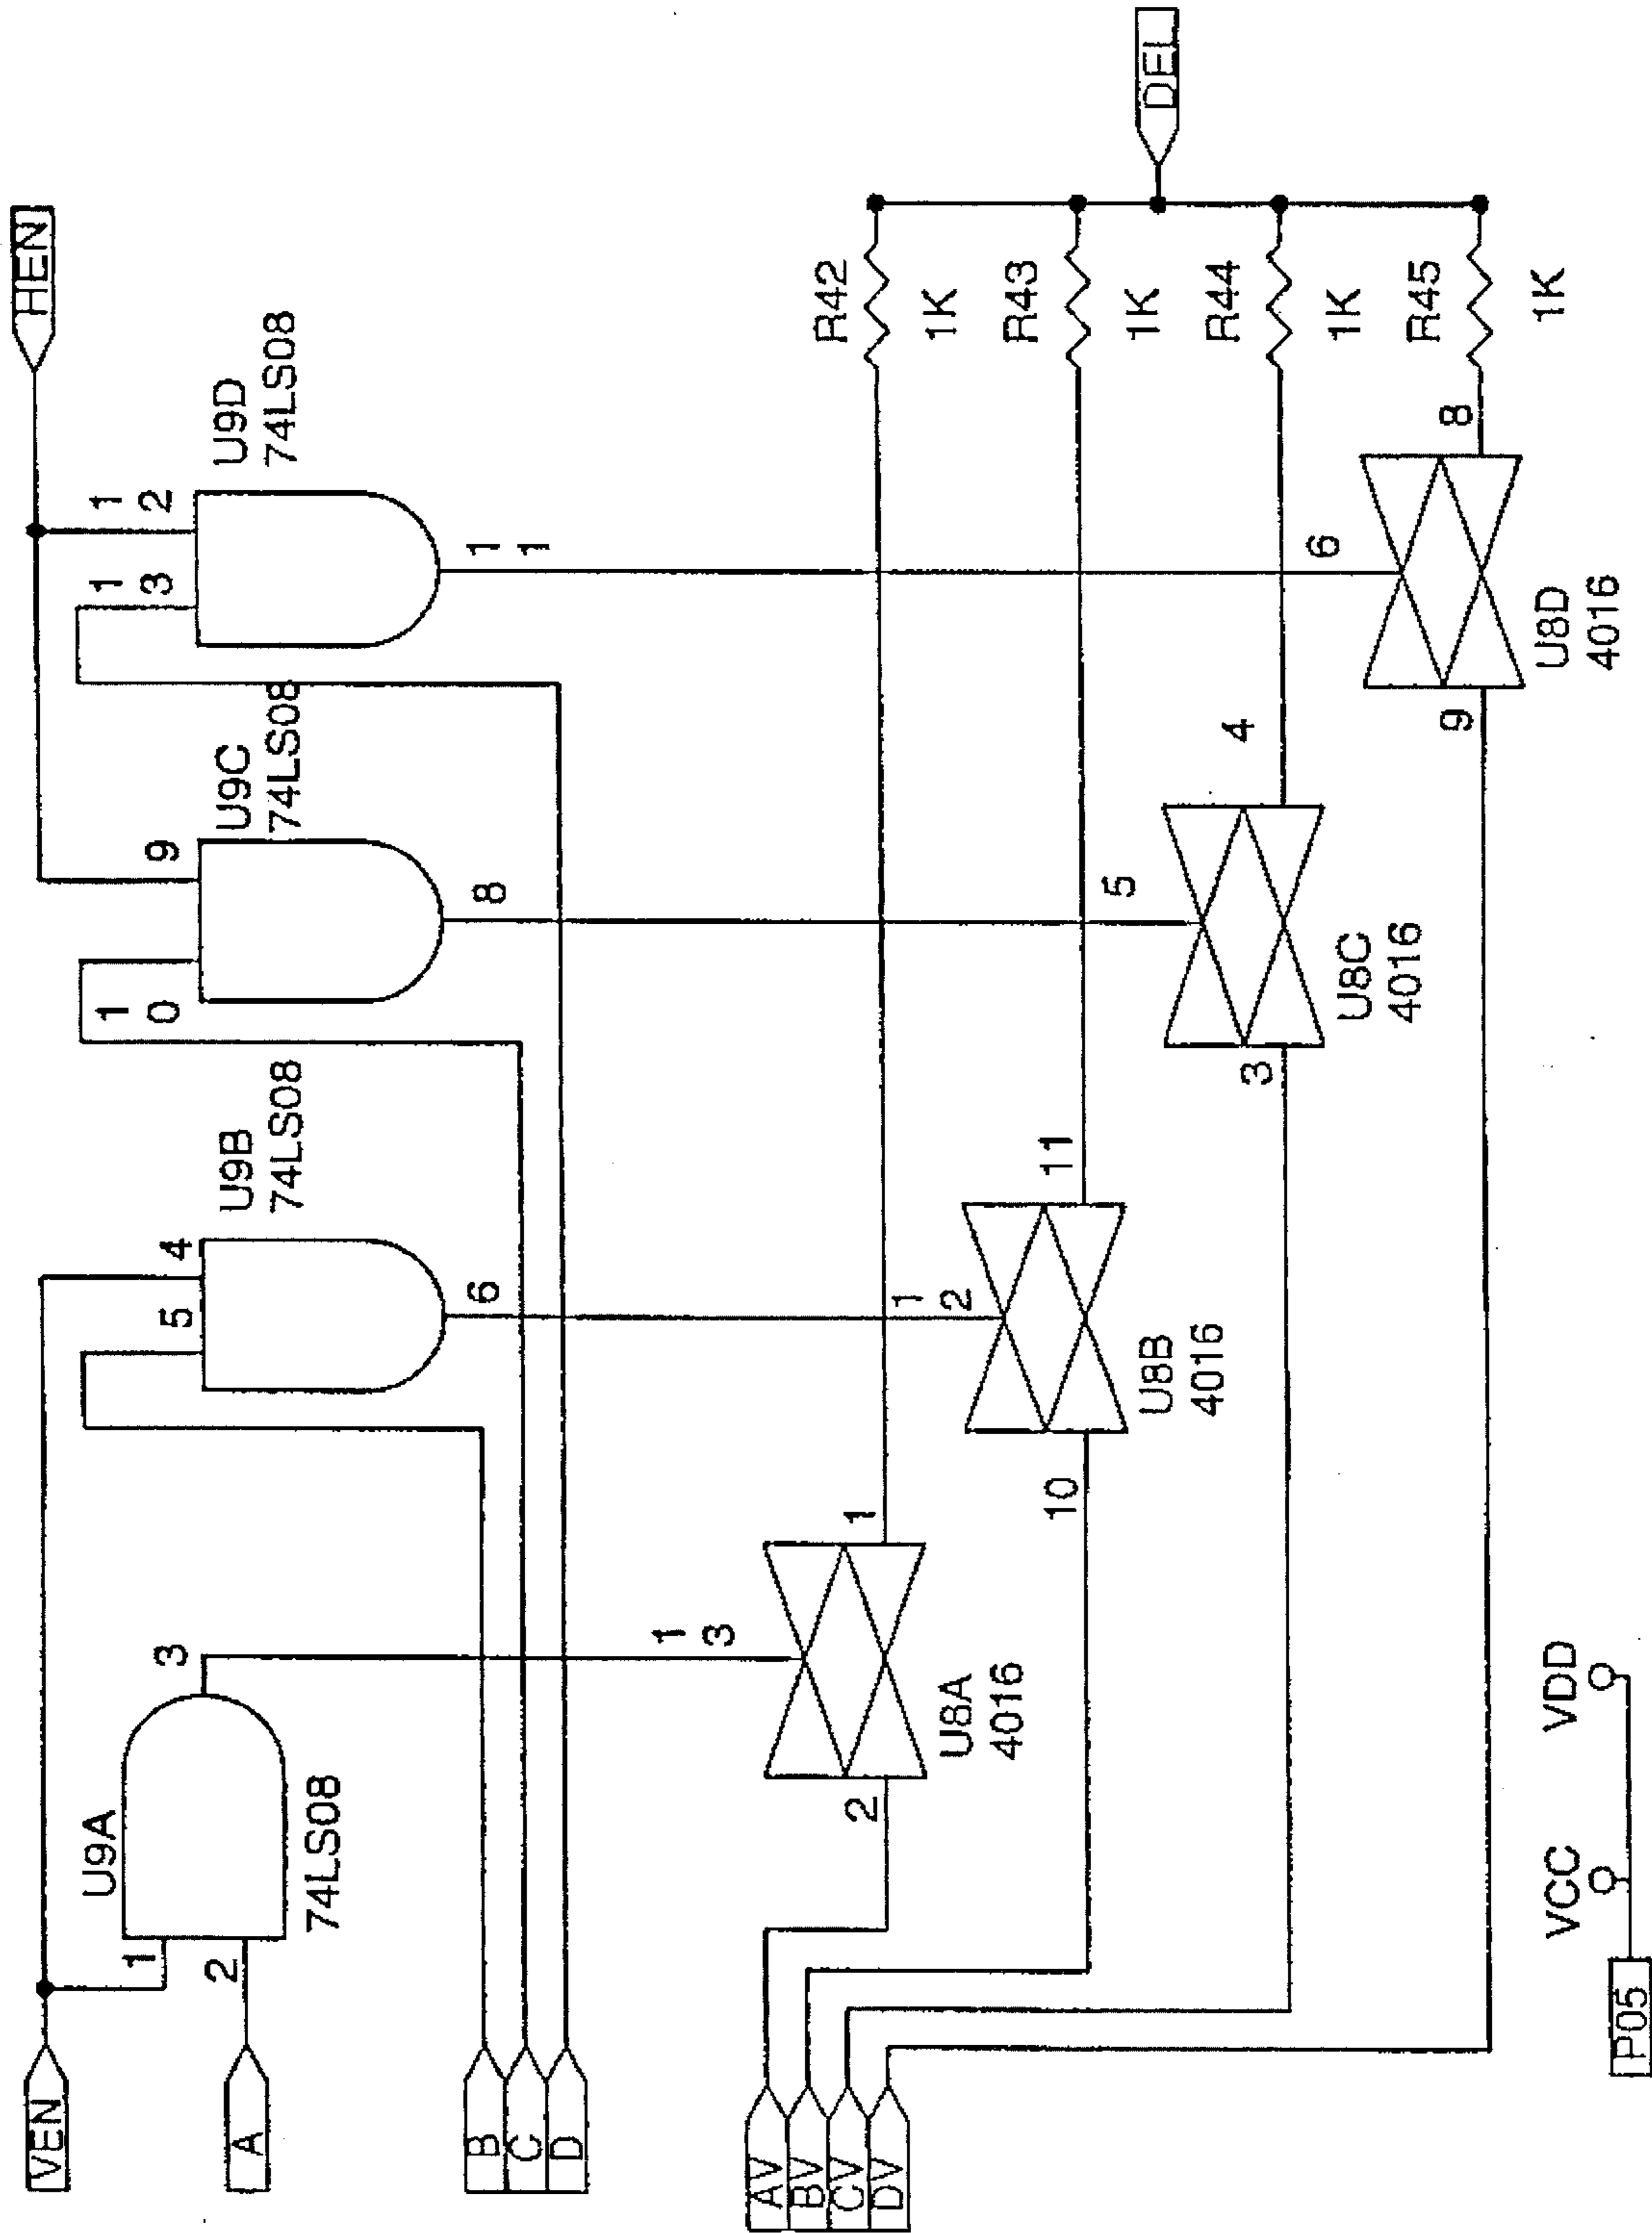 VEN
A
B
C
D
AV
BV
CV
DV
HEN
DEL
U9A
74LS08
1
2
3
U9B
74LS08
4
5
6
U9C
74LS08
9
1 0
8
U9D
74LS08
1 2
1 3
1 1
U8A
4016
2
1
1 3
U8B
4016
10
11
1 2
U8C
4016
3
4
5
U8D
4016
9
8
6
R42
1K
R43
1K
R44
1K
R45
1K
P05
VCC
VDD